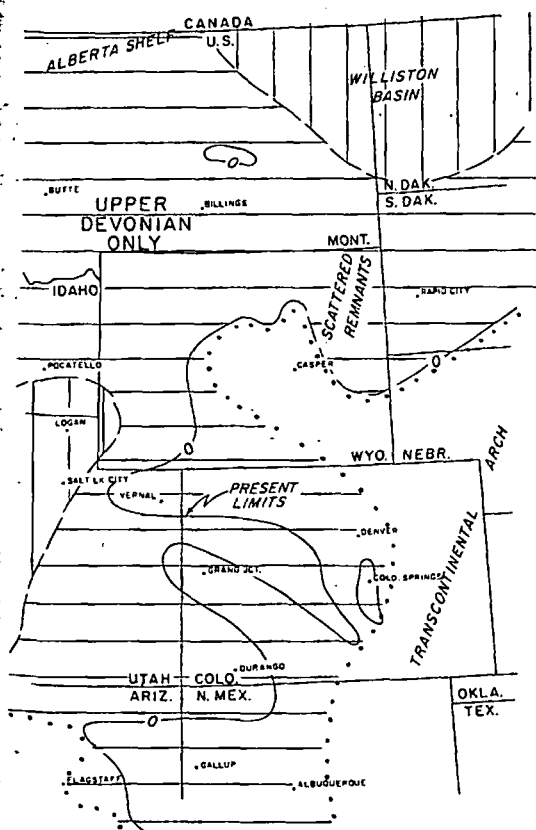 CANADA
U.S.
ALBERTA SHELF
WILLISTON
BASIN
0
N. DAK.
S. DAK.
BUTTE
UPPER
DEVONIAN
ONLY
BILLINGS
MONT.
IDAHO
SCATTERED
REMNANTS
RAPID CITY
POCATELLO
CASPER
0
LOGAN
0
WYO.
NEBR.
ARCH
SALT LK CITY
VERNAL
PRESENT
LIMITS
DENVER
GRAND JCT.
COLO. SPRINGS
TRANSCONTINENTAL
DURANGO
UTAH
COLO.
ARIZ.
N. MEX.
OKLA.
TEX.
0
GALLUP
FLAGSTAFF
ALBUQUERQUE